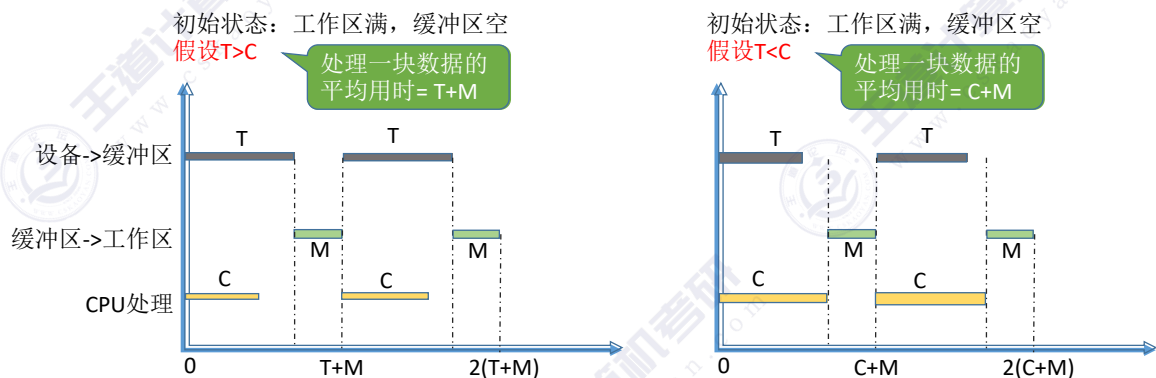 初始状态：工作区满，缓冲区空
假设T>C
处理一块数据的
平均用时= T+M
T
T
设备->缓冲区
缓冲区->工作区
M
M
C
C
CPU处理
0
T+M
2(T+M)
初始状态：工作区满，缓冲区空
假设T<C
处理一块数据的
平均用时= C+M
T
T
M
M
C
C
0
C+M
2(C+M)